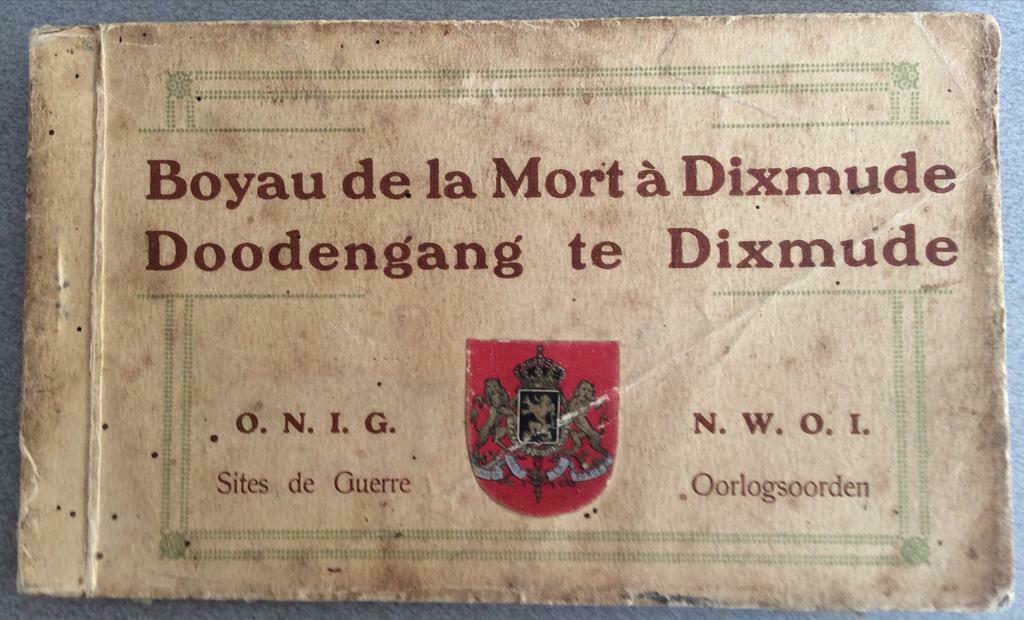 Boyau de la Mort à Dixmude
Doodengang te Dixmude
O. N. I. G.
Sites de Guerre
N. W. O. I.
Oorlogsoorden